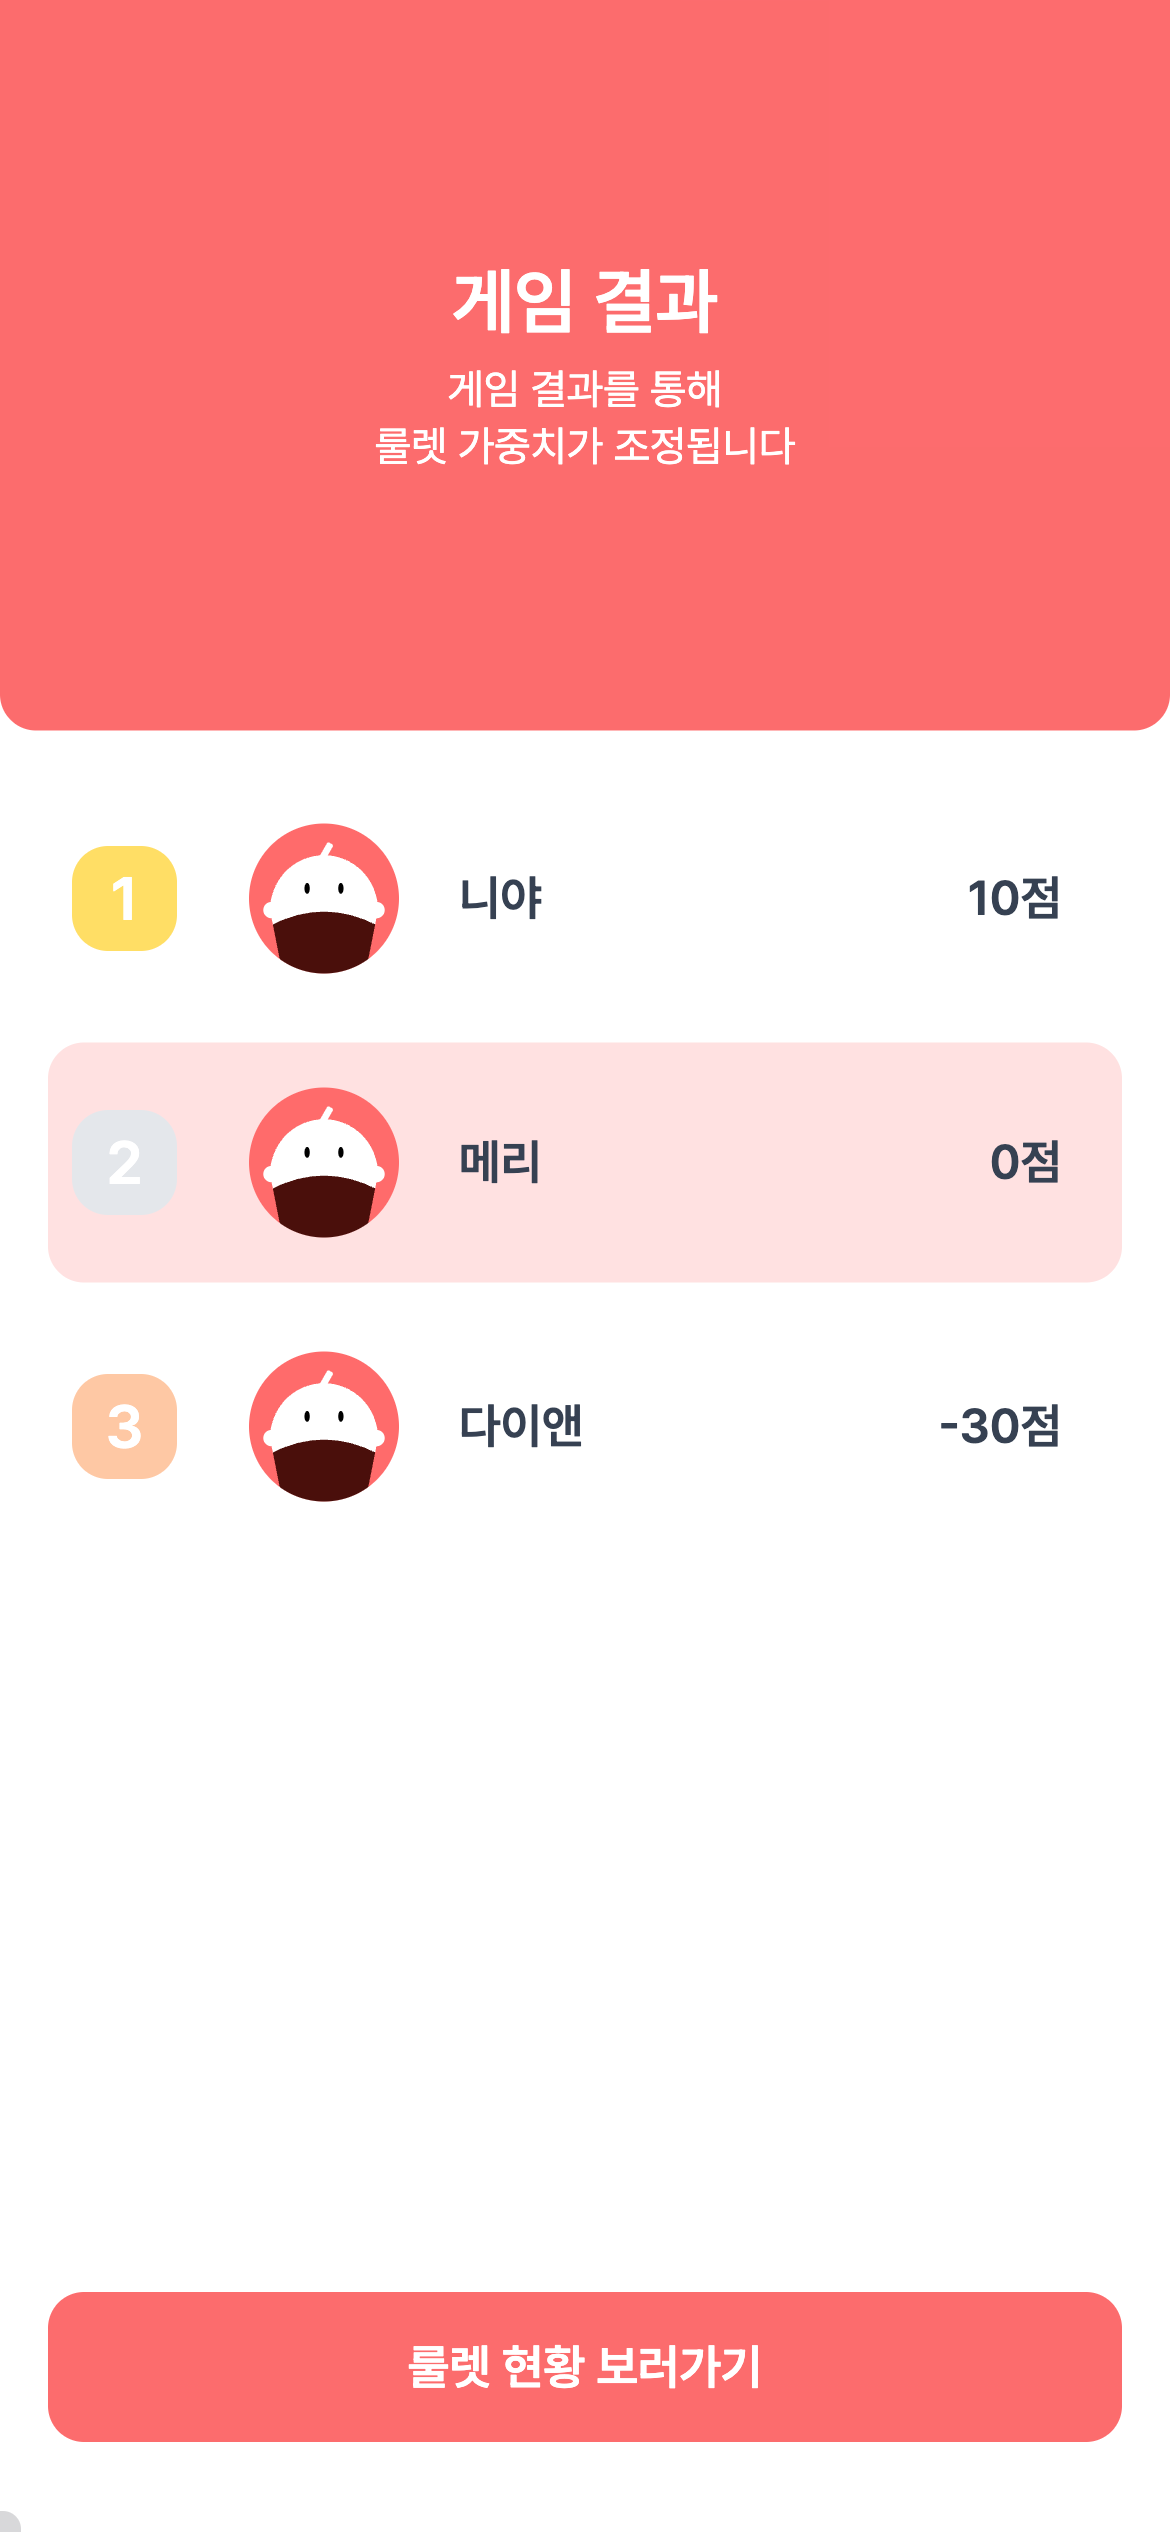 게임 결과
게임 결과를 통해
룰렛 가중치가 조정됩니다
1 니야 10점
2 메리 0점
3 다이앤 -30점
룰렛 현황 보러가기